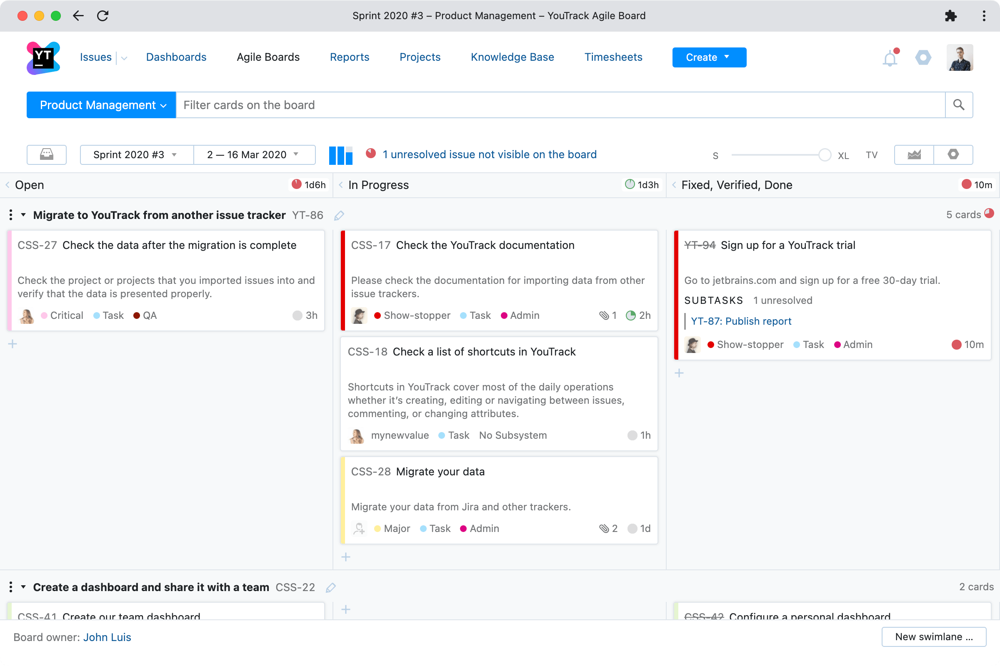 Sprint 2020 #3 – Product Management – YouTrack Agile Board
YT
Issues
Dashboards
Agile Boards
Reports
Projects
Knowledge Base
Timesheets
Create
Product Management
Filter cards on the board
Sprint 2020 #3
2 — 16 Mar 2020
1 unresolved issue not visible on the board
S
XL
TV
Open
1d6h
In Progress
1d3h
Fixed, Verified, Done
10m
Migrate to YouTrack from another issue tracker YT-86
5 cards
CSS-27 Check the data after the migration is complete
Check the project or projects that you imported issues into and
verify that the data is presented properly.
Critical Task QA 3h
CSS-17 Check the YouTrack documentation
Please check the documentation for importing data from other
issue trackers.
Show-stopper Task Admin 1 2h
CSS-18 Check a list of shortcuts in YouTrack
Shortcuts in YouTrack cover most of the daily operations
whether it’s creating, editing or navigating between issues,
commenting, or changing attributes.
mynewvalue Task No Subsystem 1h
CSS-28 Migrate your data
Migrate your data from Jira and other trackers.
Major Task Admin 2 1d
YT-94 Sign up for a YouTrack trial
Go to jetbrains.com and sign up for a free 30-day trial.
SUBTASKS 1 unresolved
YT-87: Publish report
Show-stopper Task Admin 10m
Create a dashboard and share it with a team CSS-22
2 cards
CSS-41 Create our team dashboard
CSS-42 Configure a personal dashboard
Board owner: John Luis
New swimlane ...